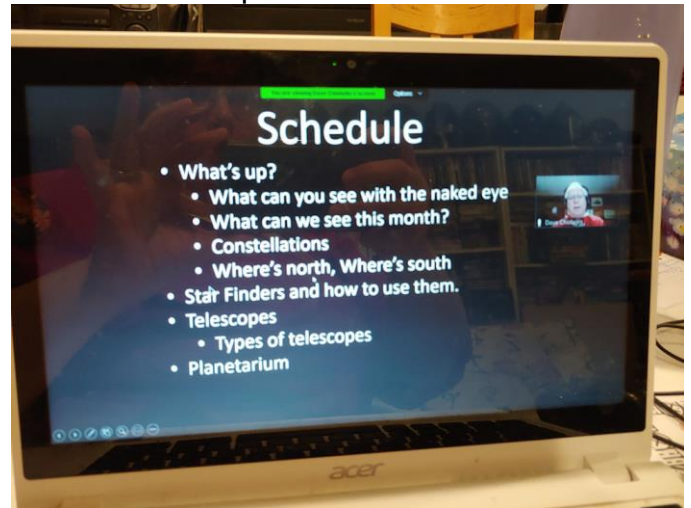 Options
Schedule
• What's up?
• What can you see with the naked eye
• What can we see this month?
• Constellations
• Where's north, Where's south
• Star Finders and how to use them.
• Telescopes
• Types of telescopes
• Planetarium
acer